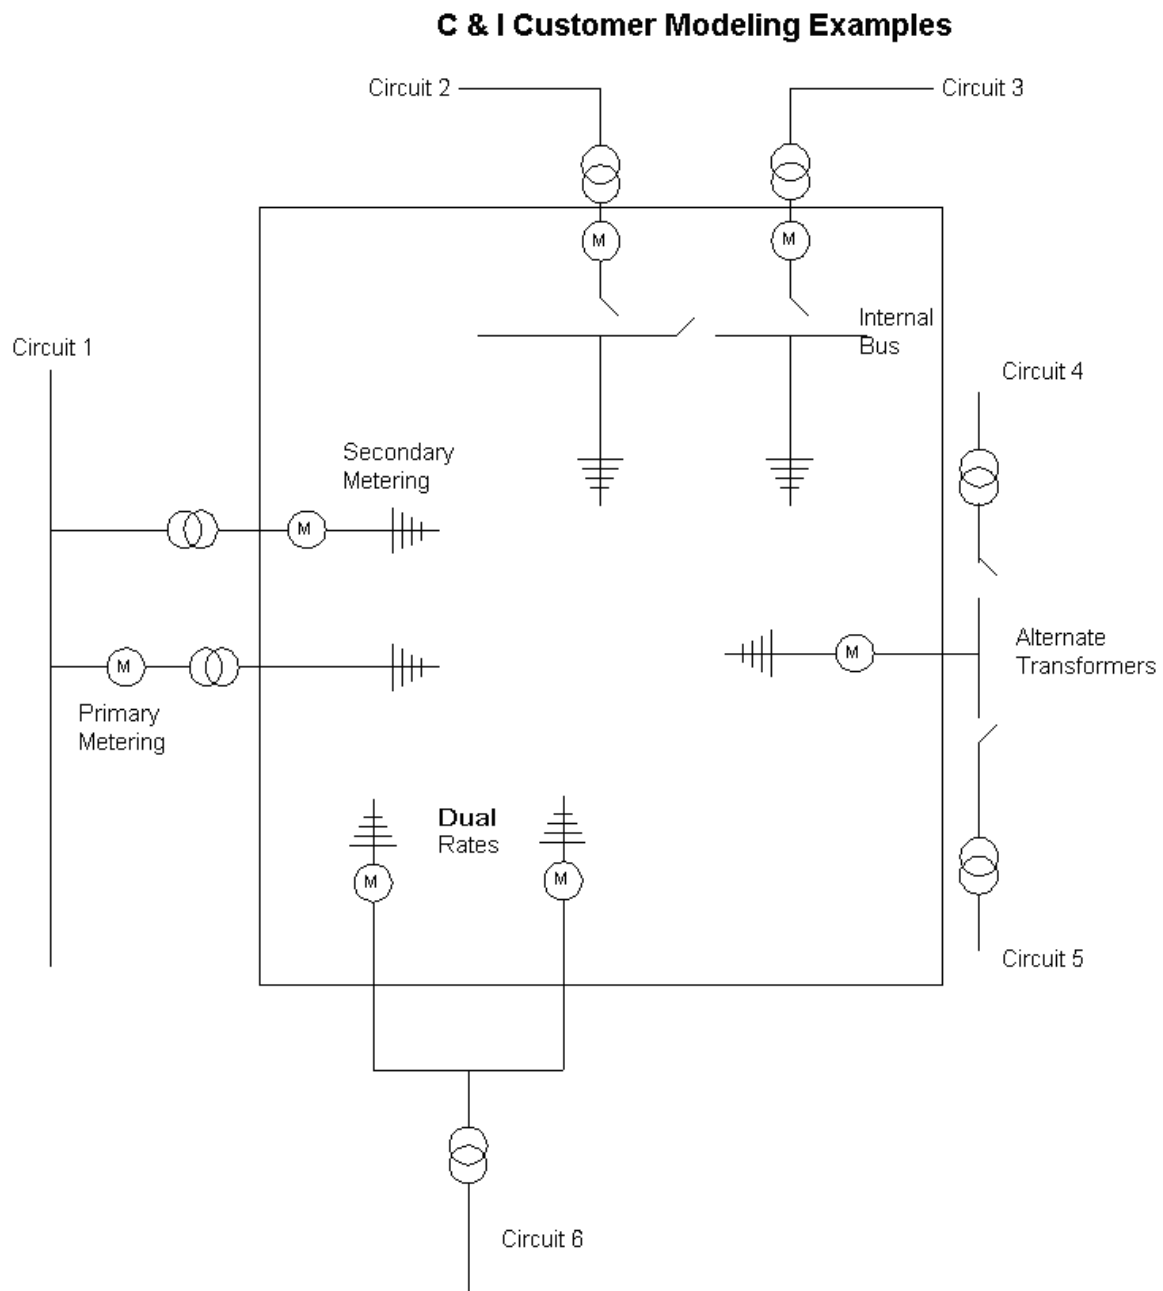 C & I Customer Modeling Examples
Circuit 2
Circuit 3
M
M
Internal
Bus
Circuit 1
Circuit 4
Secondary
Metering
M
M
Alternate
Transformers
M
Primary
Metering
Dual
Rates
M
M
Circuit 5
Circuit 6